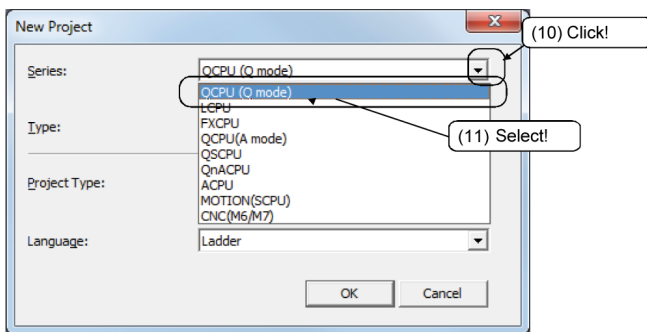 New Project
(10) Click!
Series:
QCPU (Q mode)
QCPU (Q mode)
LCPU
FXCPU
Type:
QCPU(A mode)
(11) Select!
QSCPU
QnACPU
Project Type:
ACPU
MOTION(SCPU)
CNC(M6/M7)
Language:
Ladder
OK
Cancel